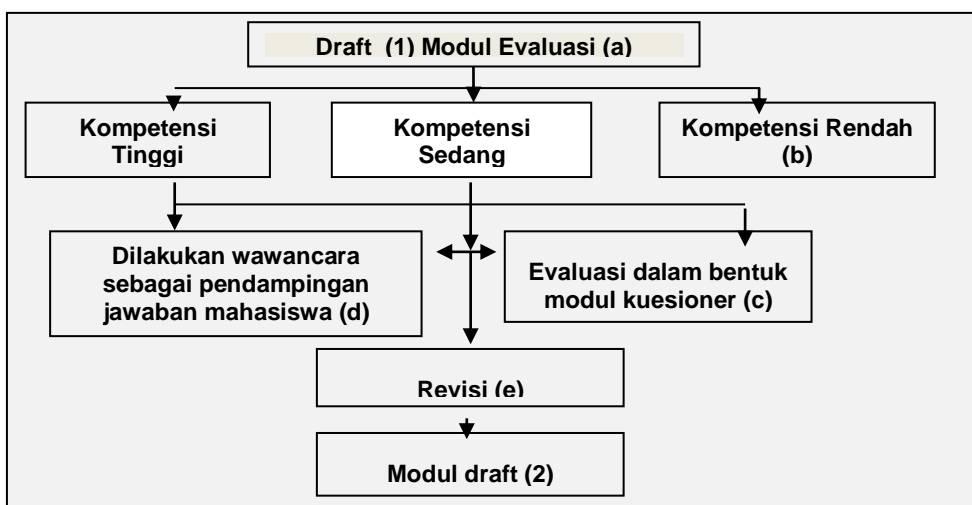 Draft (1) Modul Evaluasi (a)
Kompetensi
Tinggi
Kompetensi
Sedang
Kompetensi Rendah
(b)
Dilakukan wawancara
sebagai pendampingan
jawaban mahasiswa (d)
Evaluasi dalam bentuk
modul kuesioner (c)
Revisi (e)
Modul draft (2)